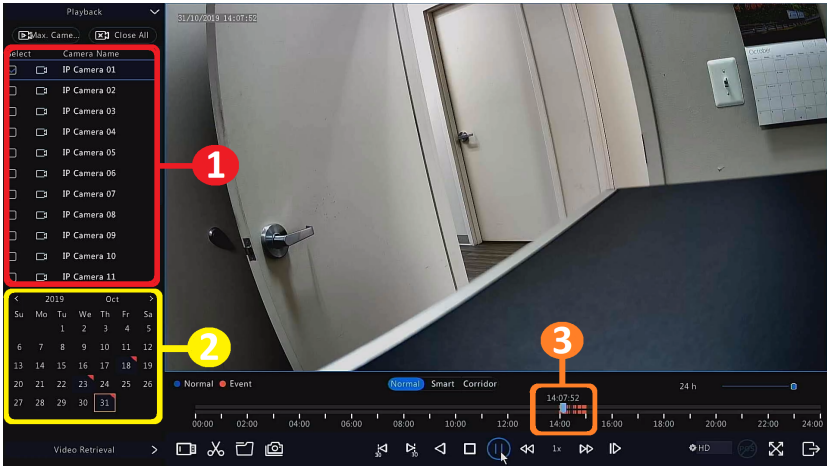 Playback
Max. Came... Close All
Select Camera Name
IP Camera 01
IP Camera 02
IP Camera 03
IP Camera 04
IP Camera 05
IP Camera 06
IP Camera 07
IP Camera 08
IP Camera 09
IP Camera 10
IP Camera 11
1
< 2019 Oct >
Su Mo Tu We Th Fr Sa
1 2 3 4 5
6 7 8 9 10 11 12
13 14 15 16 17 18 19
20 21 22 23 24 25 26
27 28 29 30 31
2
Video Retrieval >
31/10/2019 14:07:52
October
3
Normal Event
Normal Smart Corridor
24 h
14:07:52
00:00 02:00 04:00 06:00 08:00 10:00 12:00 14:00 16:00 18:00 20:00 22:00 24:00
30 30 1x HD